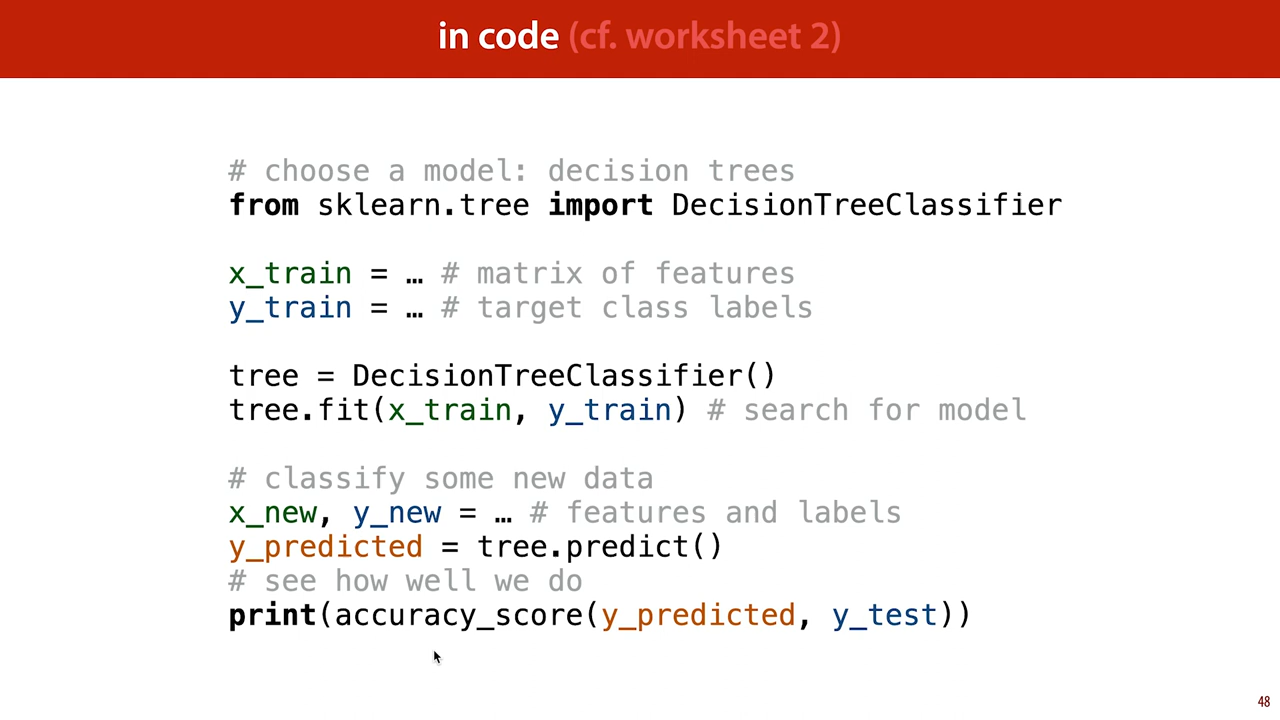 in code (cf. worksheet 2)
# choose a model: decision trees
from sklearn.tree import DecisionTreeClassifier
x_train = … # matrix of features
y_train = … # target class labels
tree = DecisionTreeClassifier()
tree.fit(x_train, y_train) # search for model
# classify some new data
x_new, y_new = … # features and labels
y_predicted = tree.predict()
# see how well we do
print(accuracy_score(y_predicted, y_test))
48